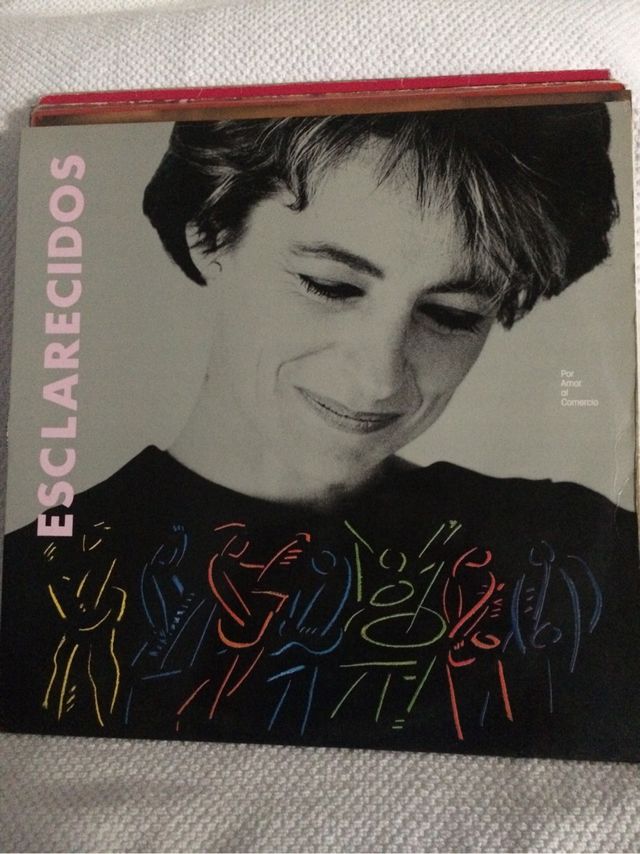 ESCLARECIDOS
Por
Amor
al
Comercio